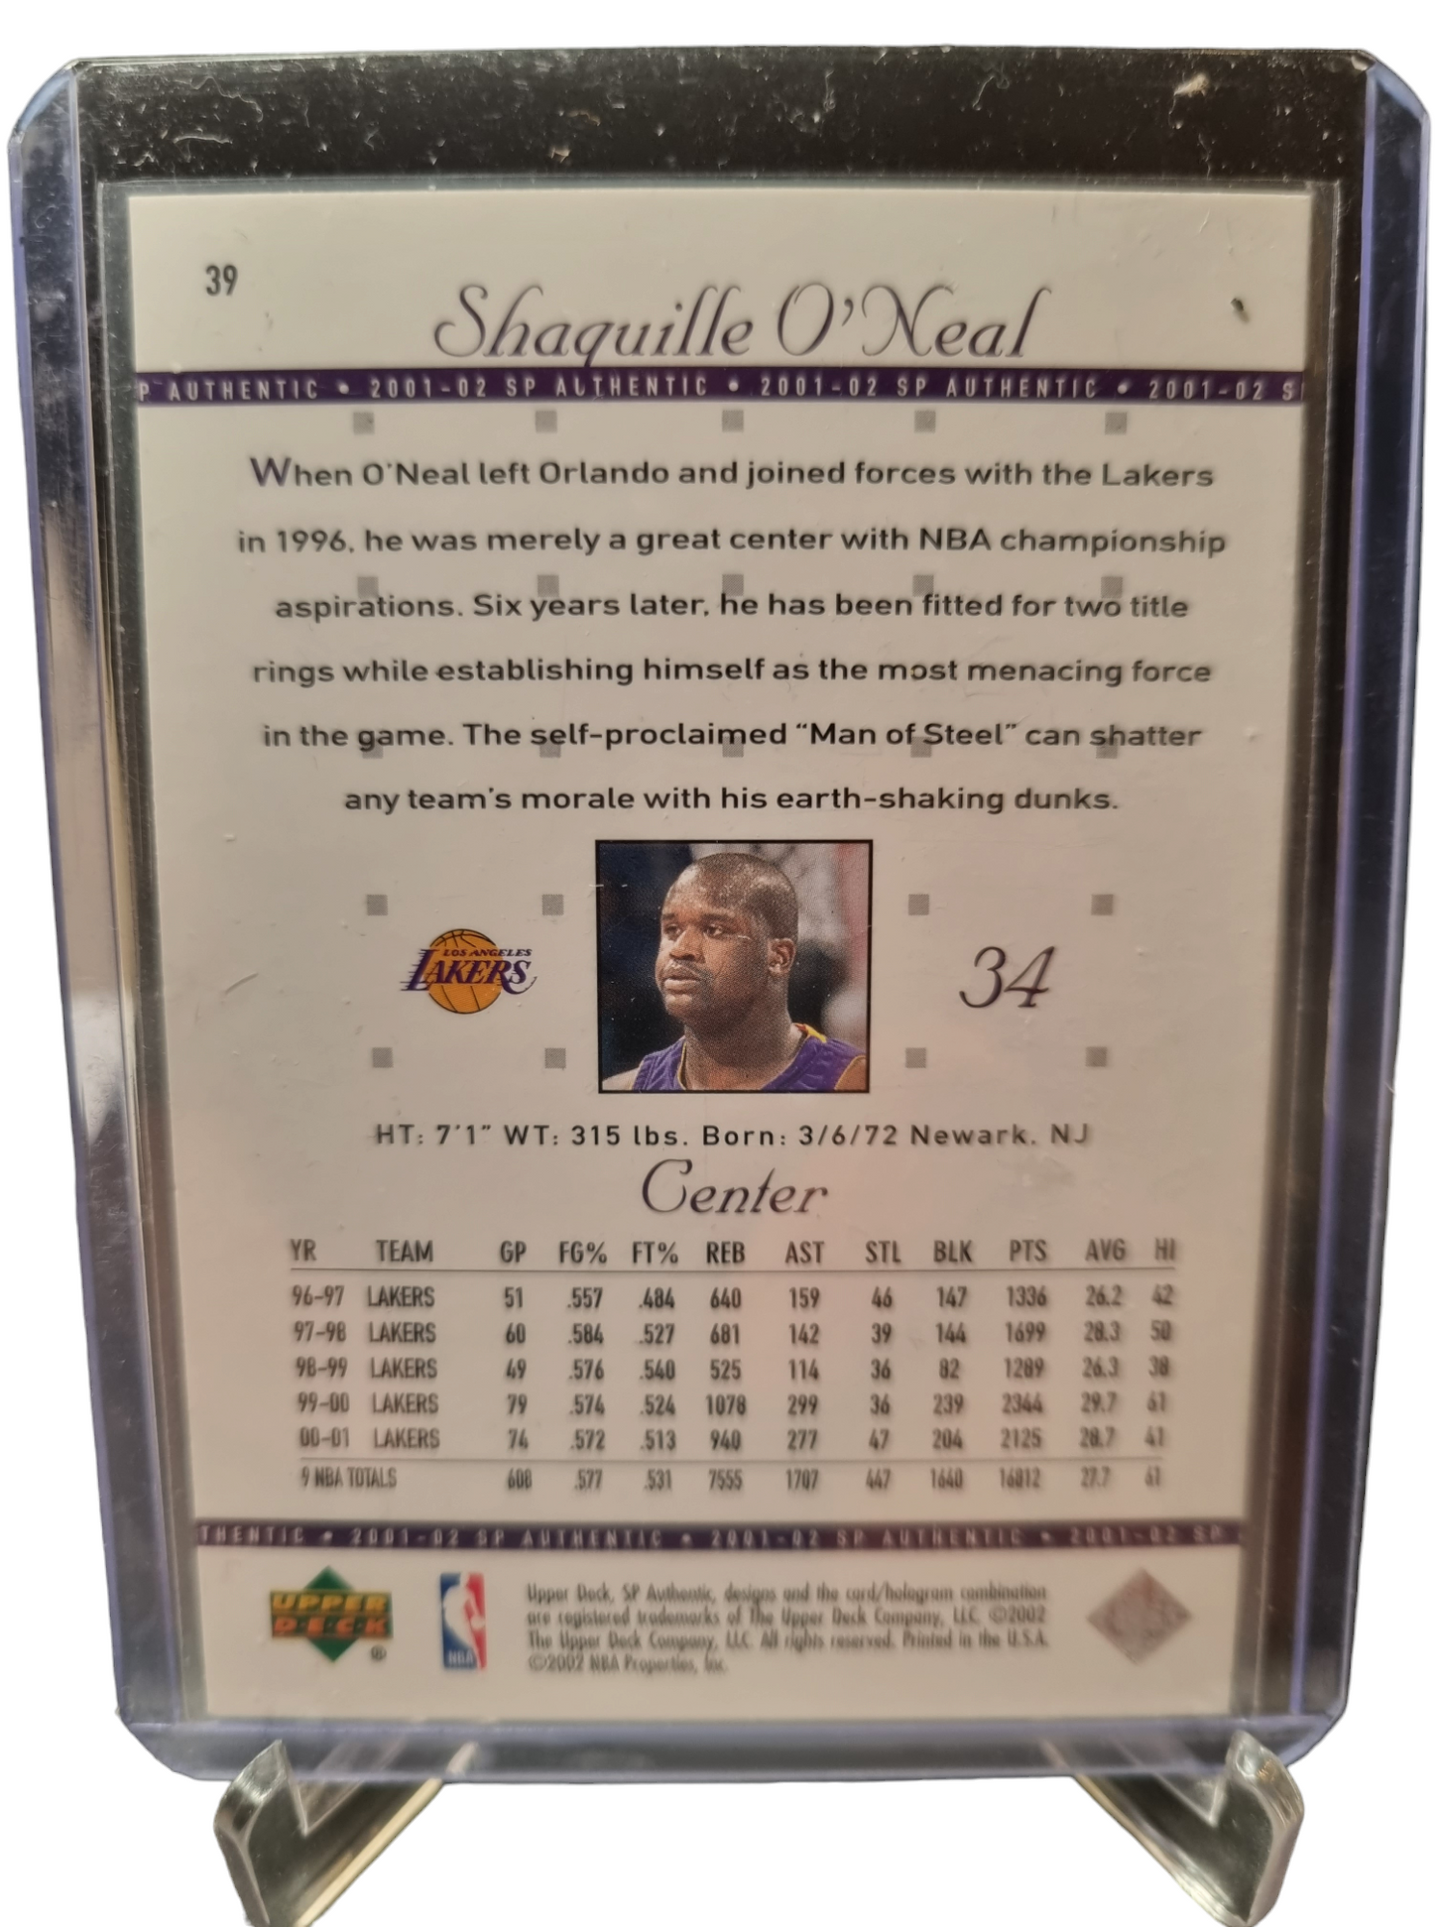 39
Shaquille O'Neal
P AUTHENTIC • 2001-02 SP AUTHENTIC • 2001-02 SP AUTHENTIC • 2001-02 S
When O'Neal left Orlando and joined forces with the Lakers
in 1996, he was merely a great center with NBA championship
aspirations. Six years later, he has been fitted for two title
rings while establishing himself as the most menacing force
in the game. The self-proclaimed "Man of Steel" can shatter
any team's morale with his earth-shaking dunks.
LOS ANGELES
LAKERS
34
HT: 7'1" WT: 315 lbs. Born: 3/6/72 Newark, NJ
Center
YR TEAM GP FG% FT% REB AST STL BLK PTS AVG HI
96-97 LAKERS 51 .557 .484 640 159 46 147 1336 26.2 42
97-98 LAKERS 60 .584 .527 681 142 39 144 1699 28.3 50
98-99 LAKERS 49 .576 .540 525 114 36 82 1289 26.3 38
99-00 LAKERS 79 .574 .524 1078 299 36 239 2344 29.7 61
00-01 LAKERS 74 .572 .513 940 277 47 204 2125 28.7 41
9 NBA TOTALS 608 .577 .531 7555 1707 447 1640 16812 27.7 61
THENTIC • 2001-02 SP AUTHENTIC • 2001-02 SP AUTHENTIC • 2001-02 SP
UPPER
DECK
®
NBA
Upper Deck, SP Authentic, designs and the card/hologram combination
are registered trademarks of The Upper Deck Company, LLC. ©2002
The Upper Deck Company, LLC. All rights reserved. Printed in the U.S.A.
©2002 NBA Properties, Inc.